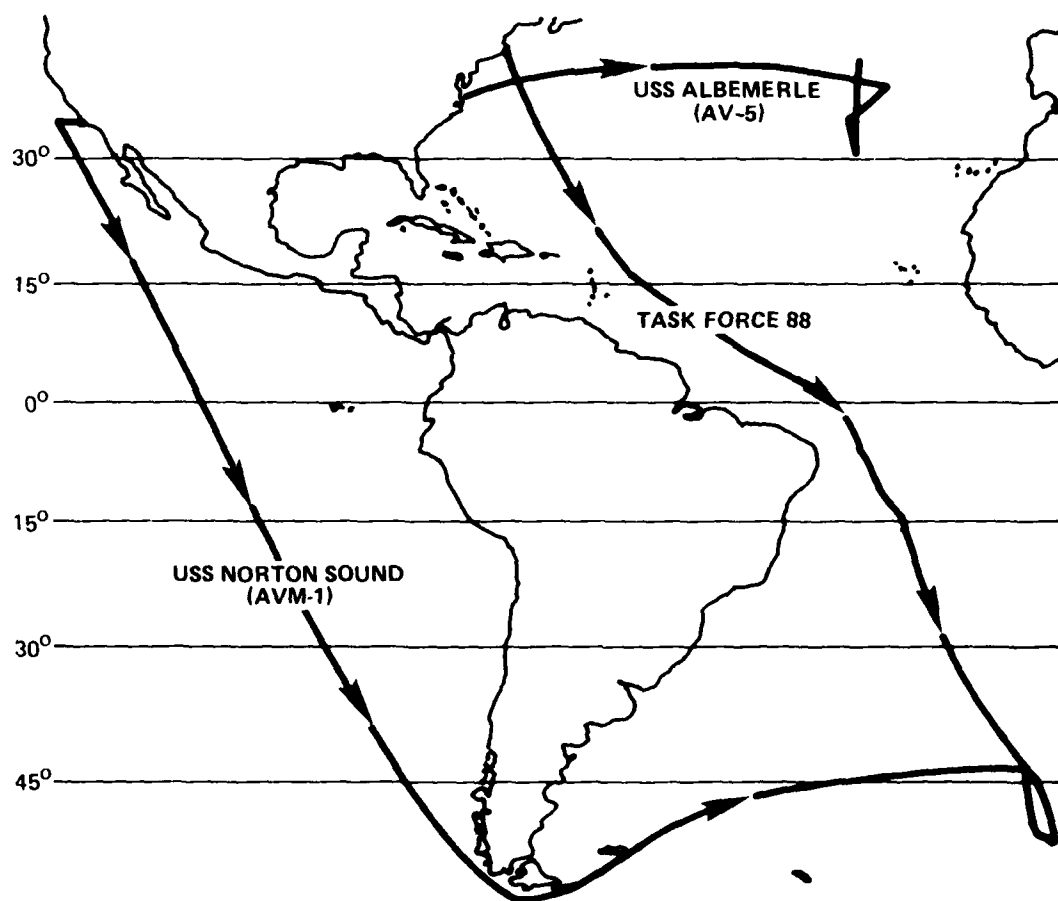 USS ALBEMERLE
(AV-5)
30°
15°
TASK FORCE 88
0°
15°
USS NORTON SOUND
(AVM-1)
30°
45°